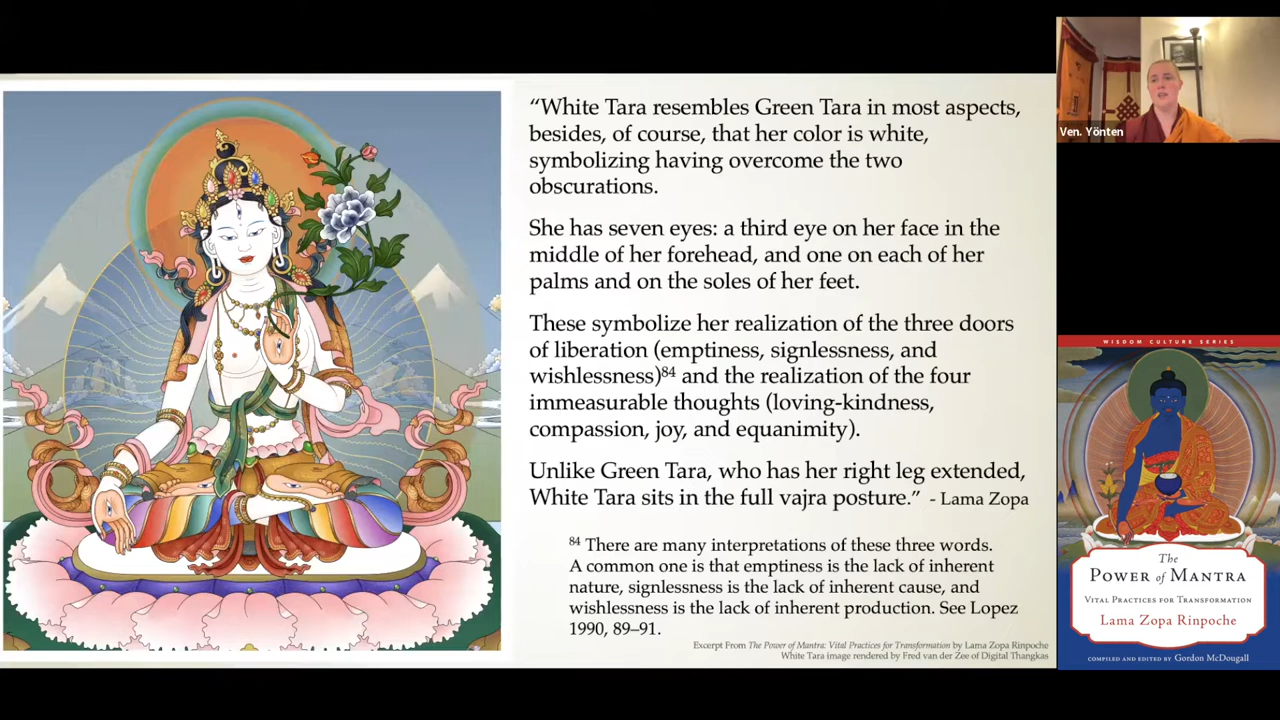 “White Tara resembles Green Tara in most aspects,
besides, of course, that her color is white,
symbolizing having overcome the two
obscurations.
She has seven eyes: a third eye on her face in the
middle of her forehead, and one on each of her
palms and on the soles of her feet.
These symbolize her realization of the three doors
of liberation (emptiness, signlessness, and
wishlessness)⁸⁴ and the realization of the four
immeasurable thoughts (loving-kindness,
compassion, joy, and equanimity).
Unlike Green Tara, who has her right leg extended,
White Tara sits in the full vajra posture.” - Lama Zopa
⁸⁴ There are many interpretations of these three words.
A common one is that emptiness is the lack of inherent
nature, signlessness is the lack of inherent cause, and
wishlessness is the lack of inherent production. See Lopez
1990, 89–91.
Excerpt From The Power of Mantra: Vital Practices for Transformation by Lama Zopa Rinpoche
White Tara image rendered by Fred van der Zee of Digital Thangkas
Ven. Yönten
WISDOM CULTURE SERIES
The
POWER of MANTRA
VITAL PRACTICES FOR TRANSFORMATION
Lama Zopa Rinpoche
COMPILED AND EDITED BY Gordon McDougall